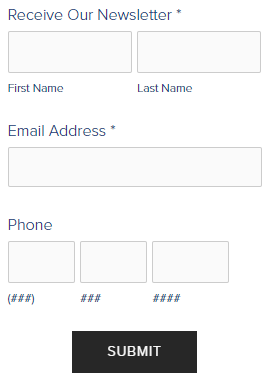 Receive Our Newsletter *
First Name Last Name
Email Address *
Phone
(###) ### ####
SUBMIT